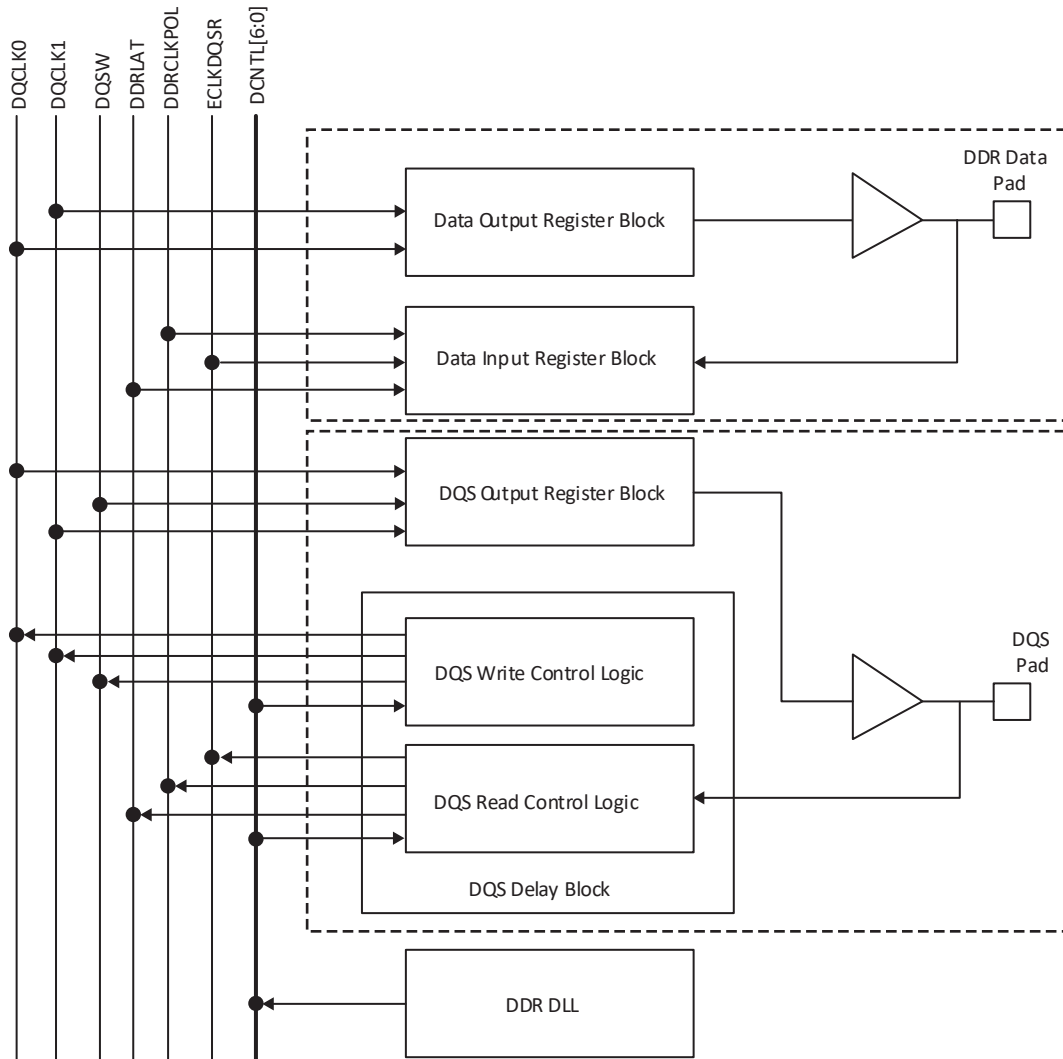 DQCLK0
DQCLK1
DQSW
DDRLAT
DDRCLKPOL
ECLKDQSR
DCNTL[6:0]
DDR Data
Pad
Data Output Register Block
Data Input Register Block
DQS Output Register Block
DQS Write Control Logic
DQS
Pad
DQS Read Control Logic
DQS Delay Block
DDR DLL